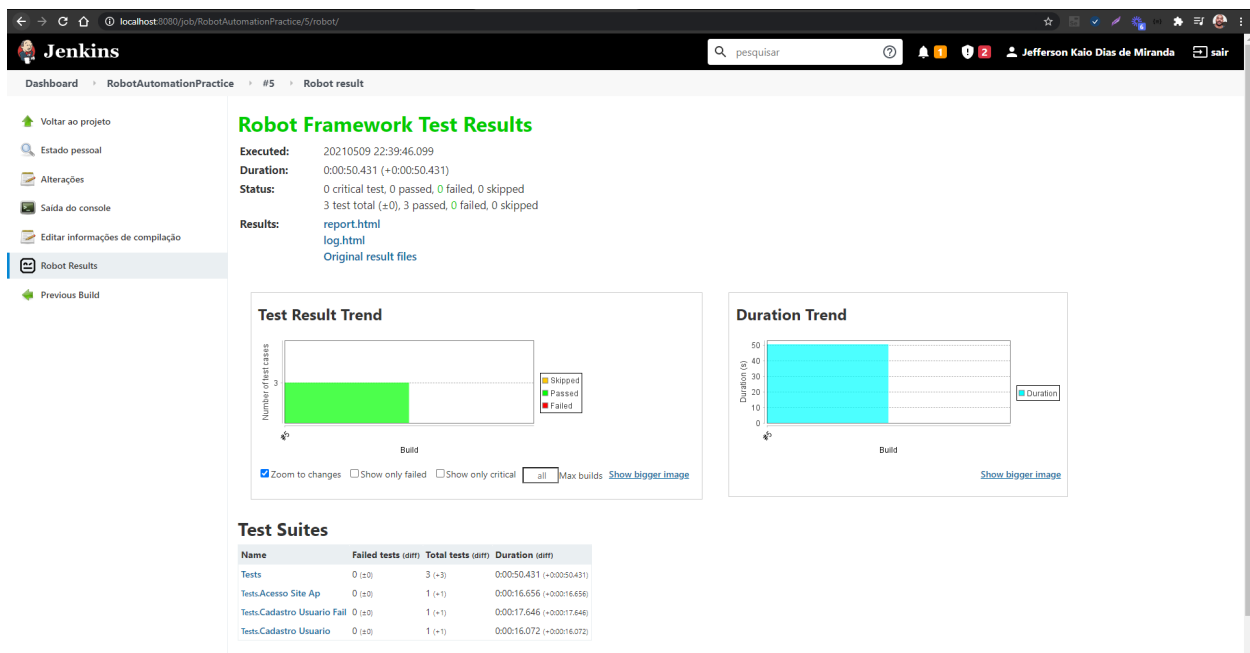 localhost:8080/job/RobotAutomationPractice/5/robot/
Jenkins
pesquisar
1
2
Jefferson Kaio Dias de Miranda
sair
Dashboard
RobotAutomationPractice
#5
Robot result
Voltar ao projeto
Estado pessoal
Alterações
Saída do console
Editar informações de compilação
Robot Results
Previous Build
Robot Framework Test Results
Executed: 20210509 22:39:46.099
Duration: 0:00:50.431 (+0:00:50.431)
Status: 0 critical test, 0 passed, 0 failed, 0 skipped
3 test total (±0), 3 passed, 0 failed, 0 skipped
Results: report.html
log.html
Original result files
Test Result Trend
Number of test cases
3
#5
Build
Skipped
Passed
Failed
Zoom to changes Show only failed Show only critical all Max builds Show bigger image
Duration Trend
Duration (s)
50
40
30
20
10
0
#5
Build
Duration
Show bigger image
Test Suites
Name Failed tests (diff) Total tests (diff) Duration (diff)
Tests 0 (±0) 3 (+3) 0:00:50.431 (+0:00:50.431)
Tests.Acesso Site Ap 0 (±0) 1 (+1) 0:00:16.656 (+0:00:16.656)
Tests.Cadastro Usuario Fail 0 (±0) 1 (+1) 0:00:17.646 (+0:00:17.646)
Tests.Cadastro Usuario 0 (±0) 1 (+1) 0:00:16.072 (+0:00:16.072)